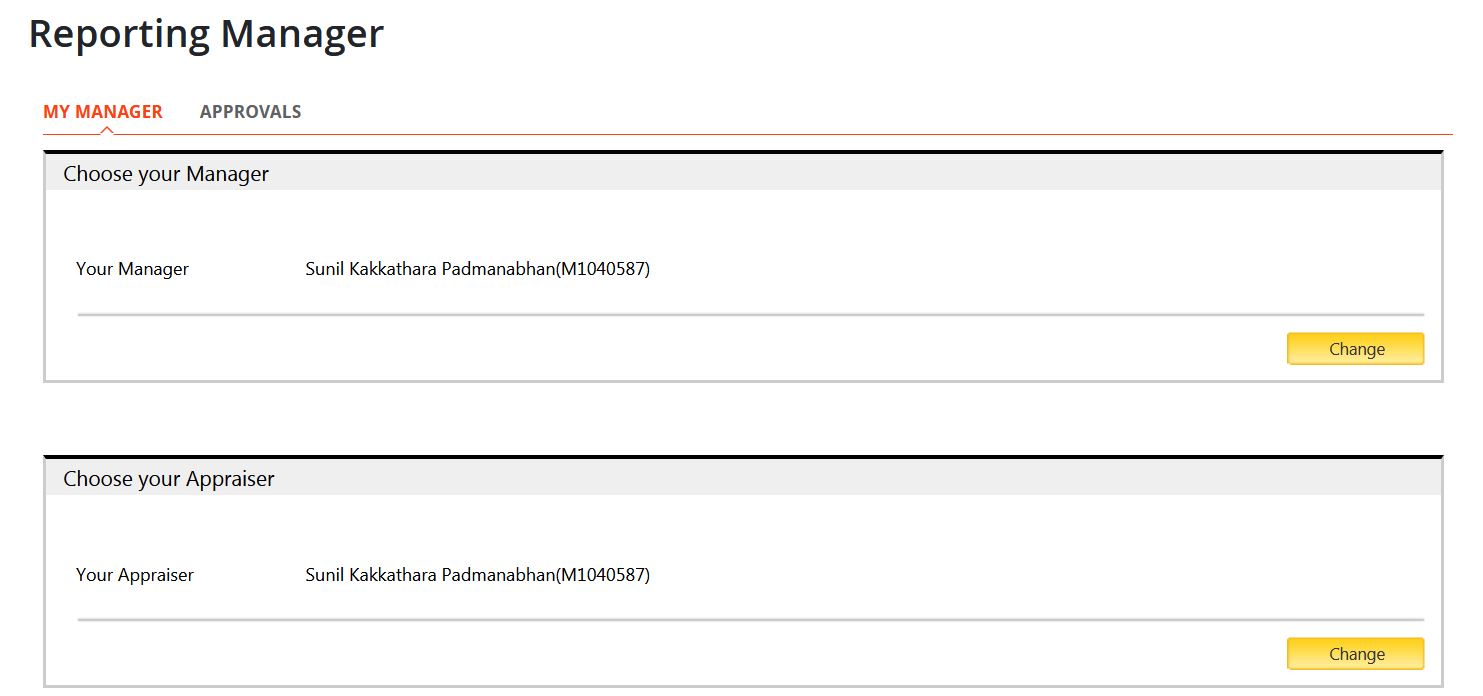 Reporting Manager
MY MANAGER APPROVALS
Choose your Manager
Your Manager Sunil Kakkathara Padmanabhan(M1040587)
Change
Choose your Appraiser
Your Appraiser Sunil Kakkathara Padmanabhan(M1040587)
Change